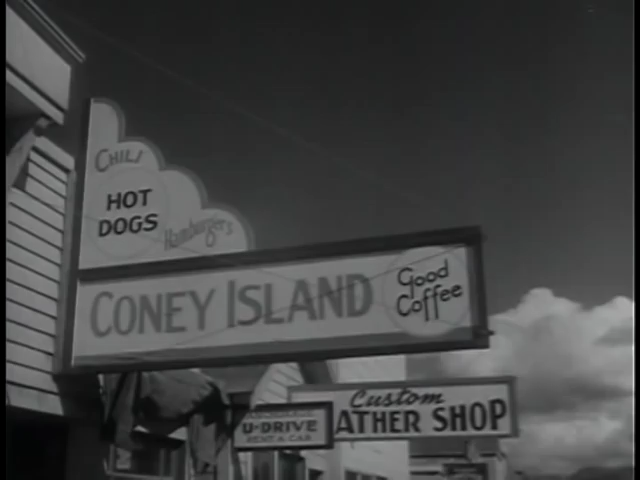 CHILI
HOT
DOGS
Hamburgers
CONEY ISLAND
Good
Coffee
Custom
ATHER SHOP
U-DRIVE
RENT A CAR